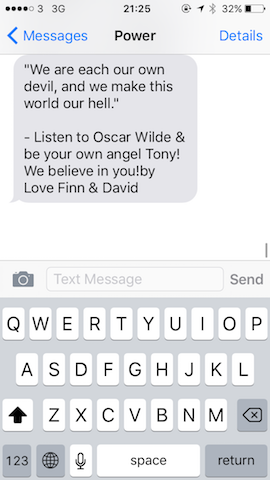 3 3G 21:25 32%
Messages Power Details
"We are each our own
devil, and we make this
world our hell."
- Listen to Oscar Wilde &
be your own angel Tony!
We believe in you!by
Love Finn & David
Text Message Send
Q W E R T Y U I O P
A S D F G H J K L
Z X C V B N M
123 space return